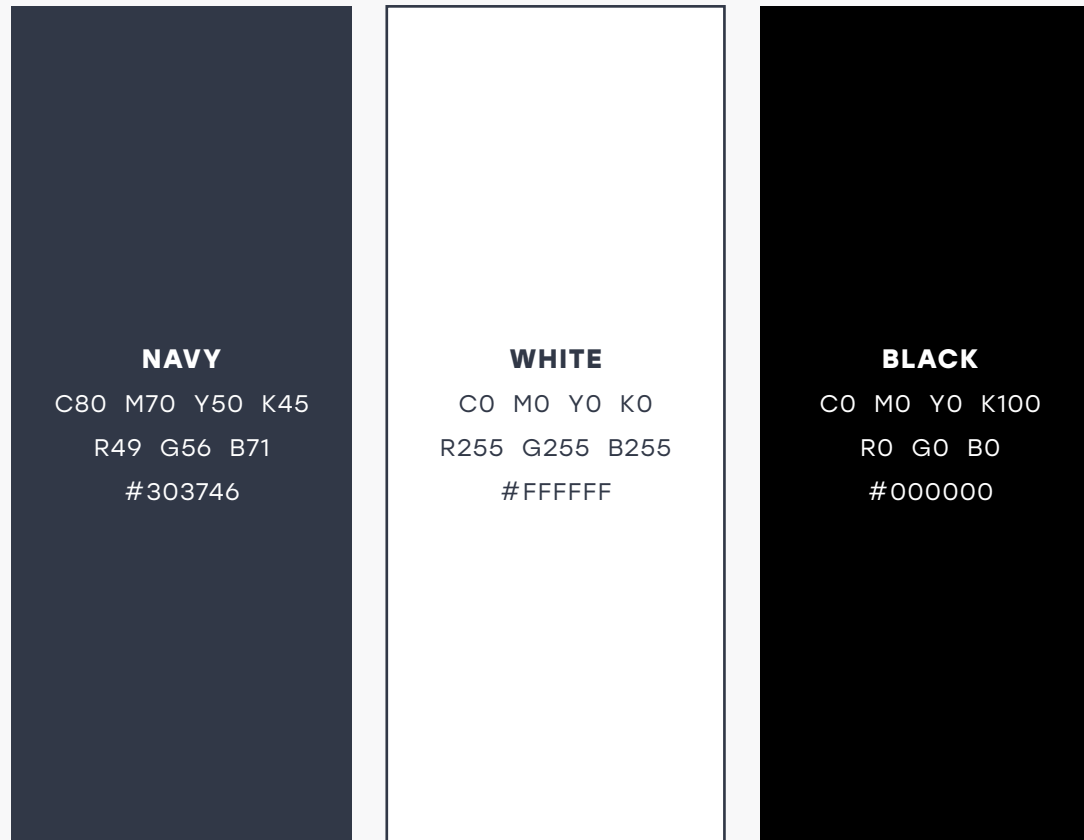 NAVY
C80 M70 Y50 K45
R49 G56 B71
#303746
WHITE
C0 M0 Y0 K0
R255 G255 B255
#FFFFFF
BLACK
C0 M0 Y0 K100
R0 G0 B0
#000000